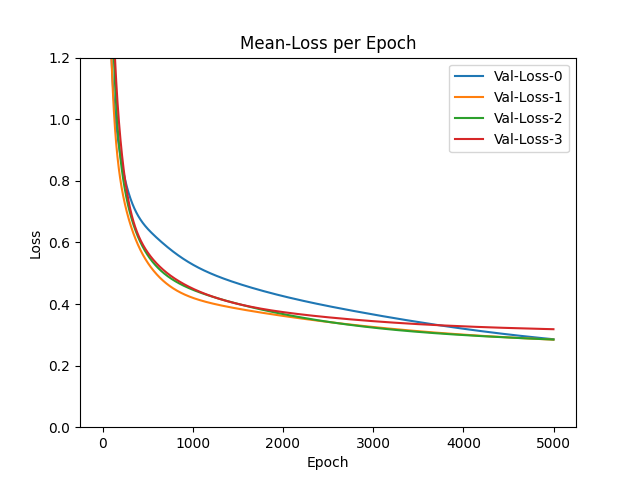 Mean-Loss per Epoch
1.2
1.0
0.8
0.6
0.4
0.2
0.0
Loss
Val-Loss-0
Val-Loss-1
Val-Loss-2
Val-Loss-3
0 1000 2000 3000 4000 5000
Epoch